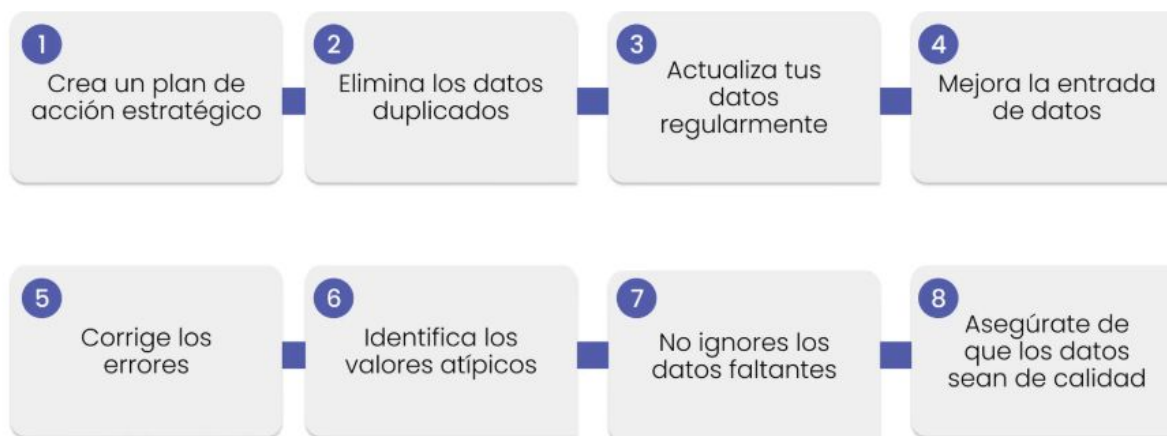 1
Crea un plan de
acción estratégico
2
Elimina los datos
duplicados
3
Actualiza tus
datos
regularmente
4
Mejora la entrada
de datos
5
Corrige los
errores
6
Identifica los
valores atípicos
7
No ignores los
datos faltantes
8
Asegúrate de
que los datos
sean de calidad